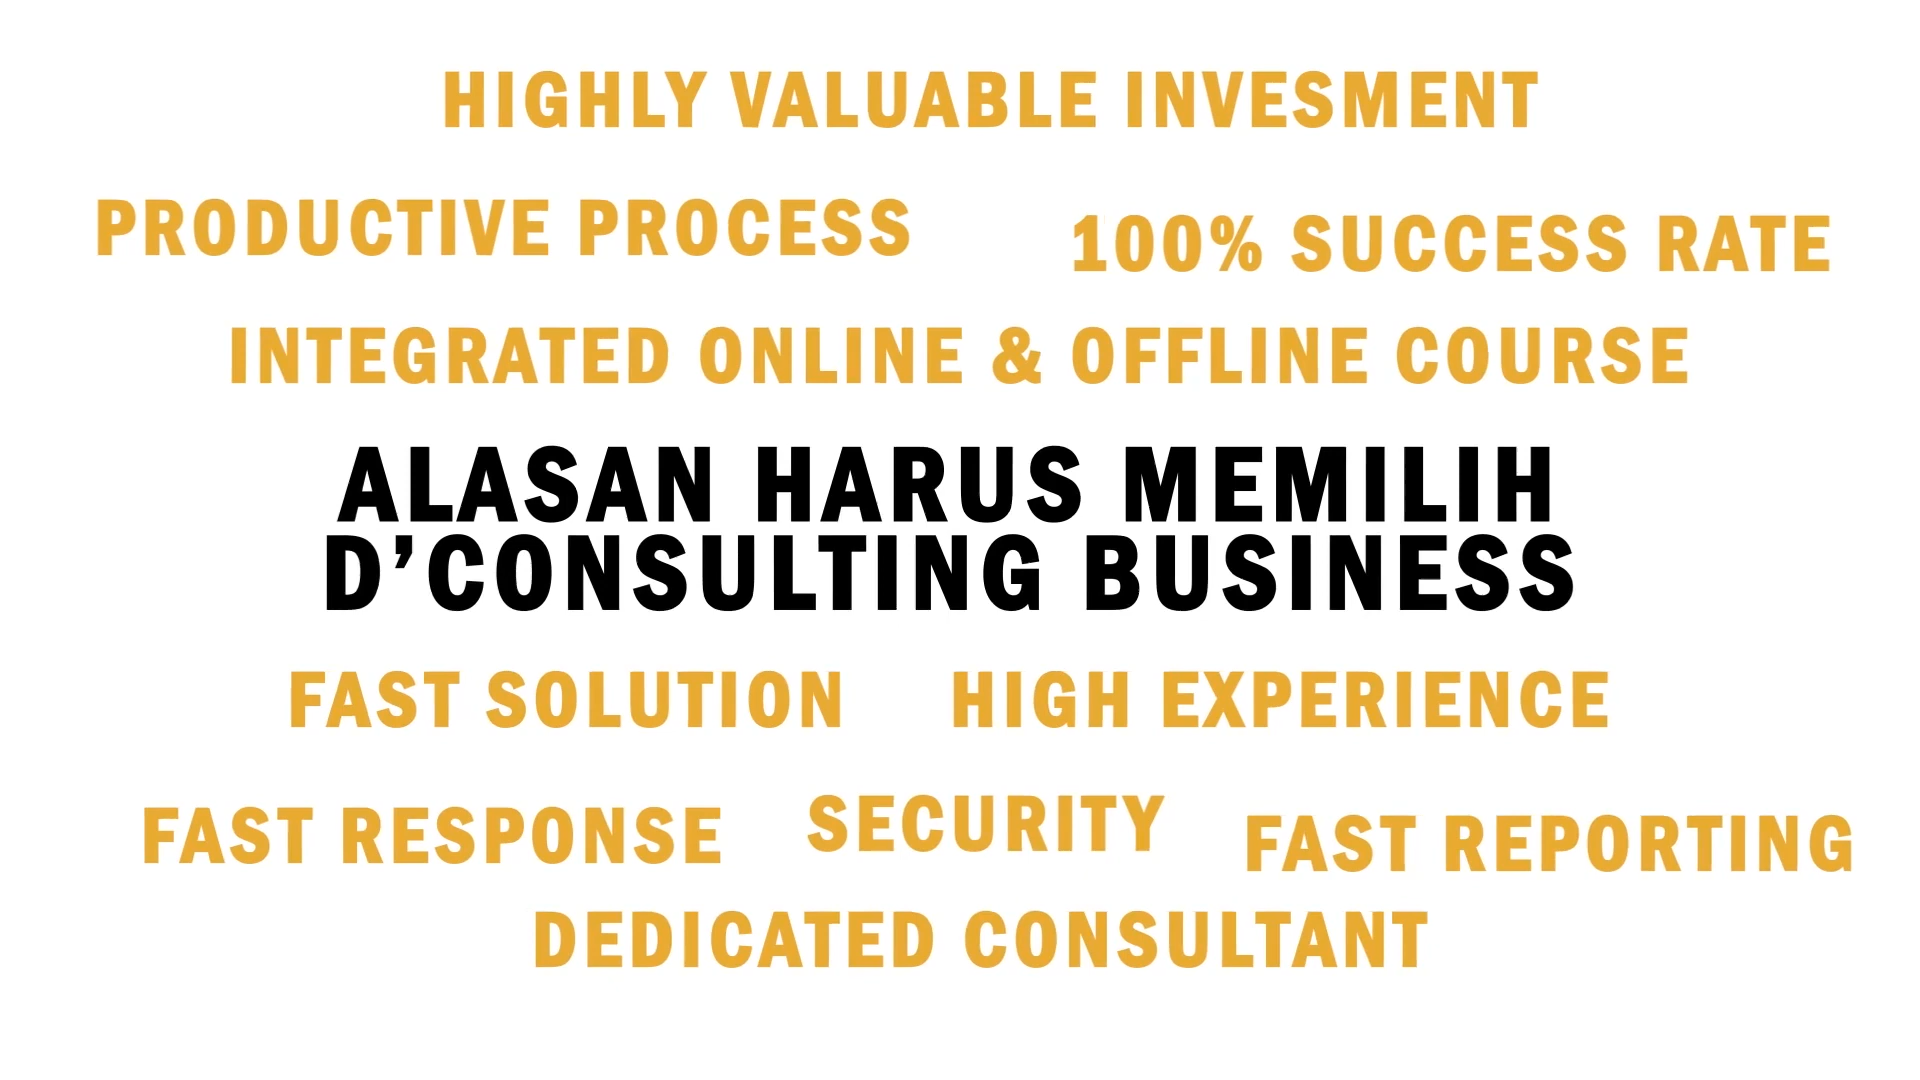 HIGHLY VALUABLE INVESMENT
PRODUCTIVE PROCESS
100% SUCCESS RATE
INTEGRATED ONLINE & OFFLINE COURSE
ALASAN HARUS MEMILIH
D’CONSULTING BUSINESS
FAST SOLUTION
HIGH EXPERIENCE
FAST RESPONSE
SECURITY
FAST REPORTING
DEDICATED CONSULTANT